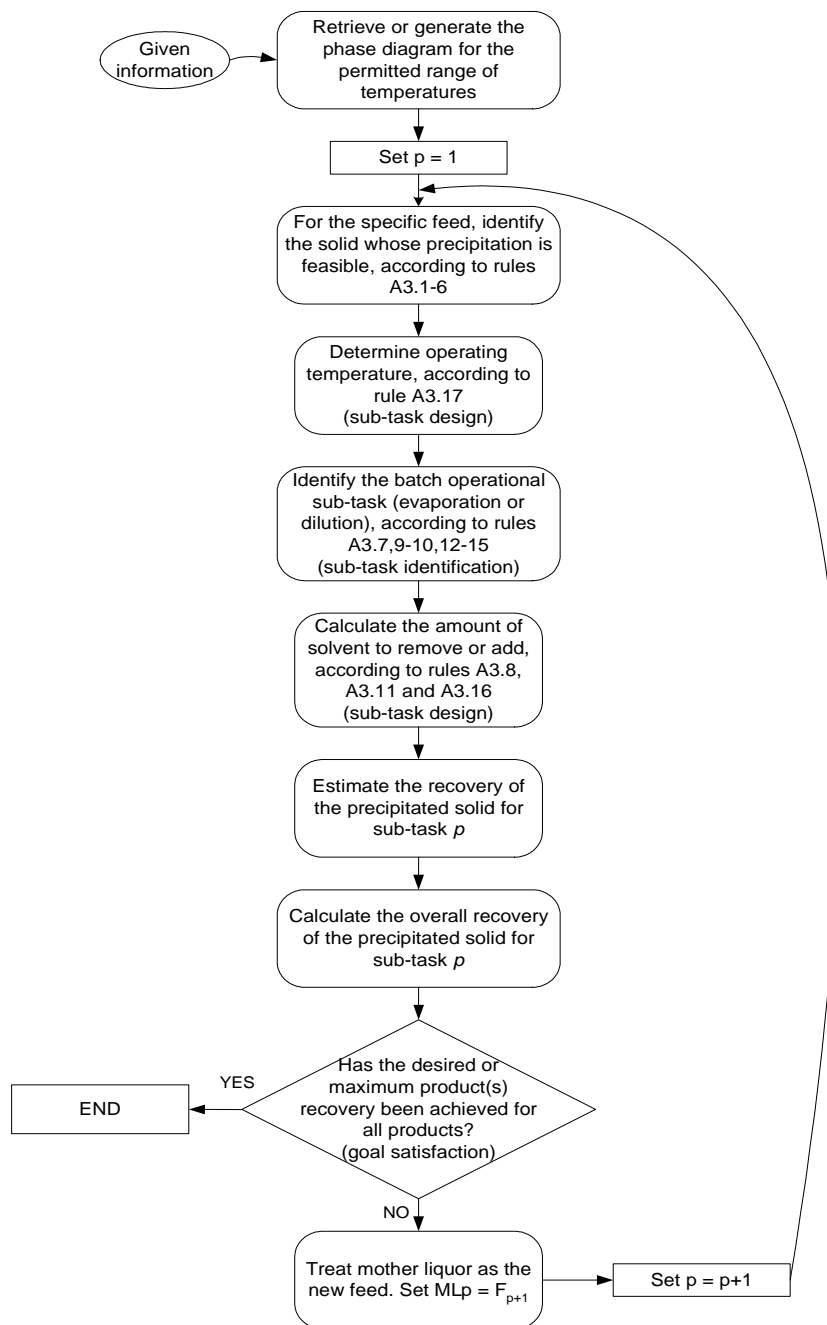 Given
information
Retrieve or generate the
phase diagram for the
permitted range of
temperatures
Set p = 1
For the specific feed, identify
the solid whose precipitation is
feasible, according to rules
A3.1-6
Determine operating
temperature, according to
rule A3.17
(sub-task design)
Identify the batch operational
sub-task (evaporation or
dilution), according to rules
A3.7,9-10,12-15
(sub-task identification)
Calculate the amount of
solvent to remove or add,
according to rules A3.8,
A3.11 and A3.16
(sub-task design)
Estimate the recovery of
the precipitated solid for
sub-task p
Calculate the overall recovery
of the precipitated solid for
sub-task p
Has the desired or
maximum product(s)
recovery been achieved for
all products?
(goal satisfaction)
YES
END
NO
Treat mother liquor as the
new feed. Set MLp = F_{p+1}
Set p = p+1